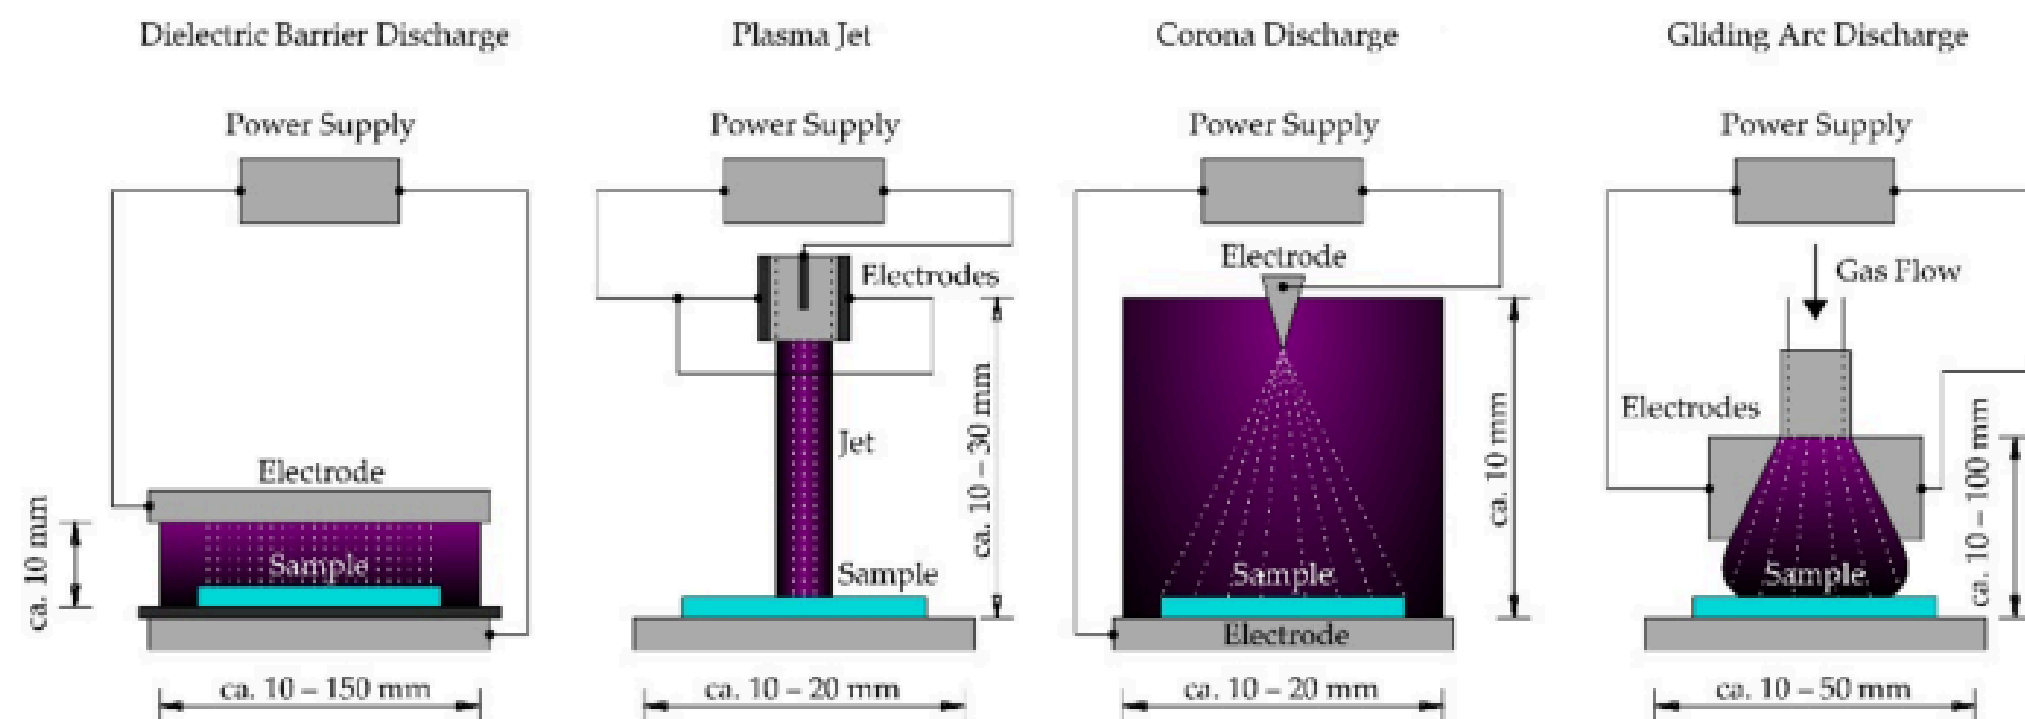 Dielectric Barrier Discharge
Power Supply
Electrode
Sample
ca. 10 mm
ca. 10 – 150 mm
Plasma Jet
Power Supply
Electrodes
Jet
Sample
ca. 10 – 30 mm
ca. 10 – 20 mm
Corona Discharge
Power Supply
Electrode
Sample
Electrode
ca. 10 mm
ca. 10 – 20 mm
Gliding Arc Discharge
Power Supply
Gas Flow
Electrodes
Sample
ca. 10 – 100 mm
ca. 10 – 50 mm